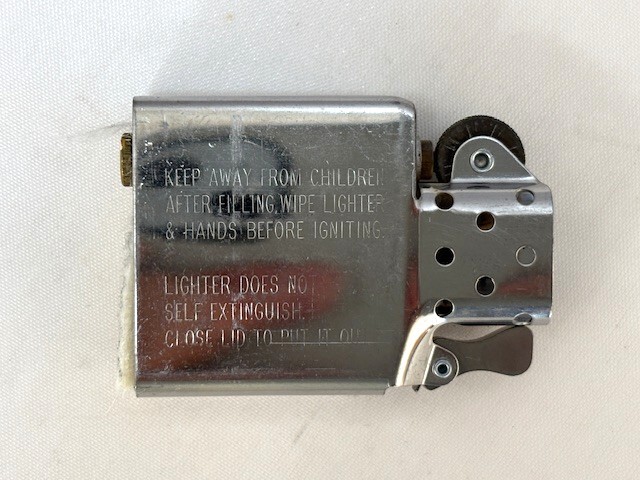 KEEP AWAY FROM CHILDREN
AFTER FILLING, WIPE LIGHTER
& HANDS BEFORE IGNITING.
LIGHTER DOES NOT
SELF EXTINGUISH.
CLOSE LID TO PUT IT OUT